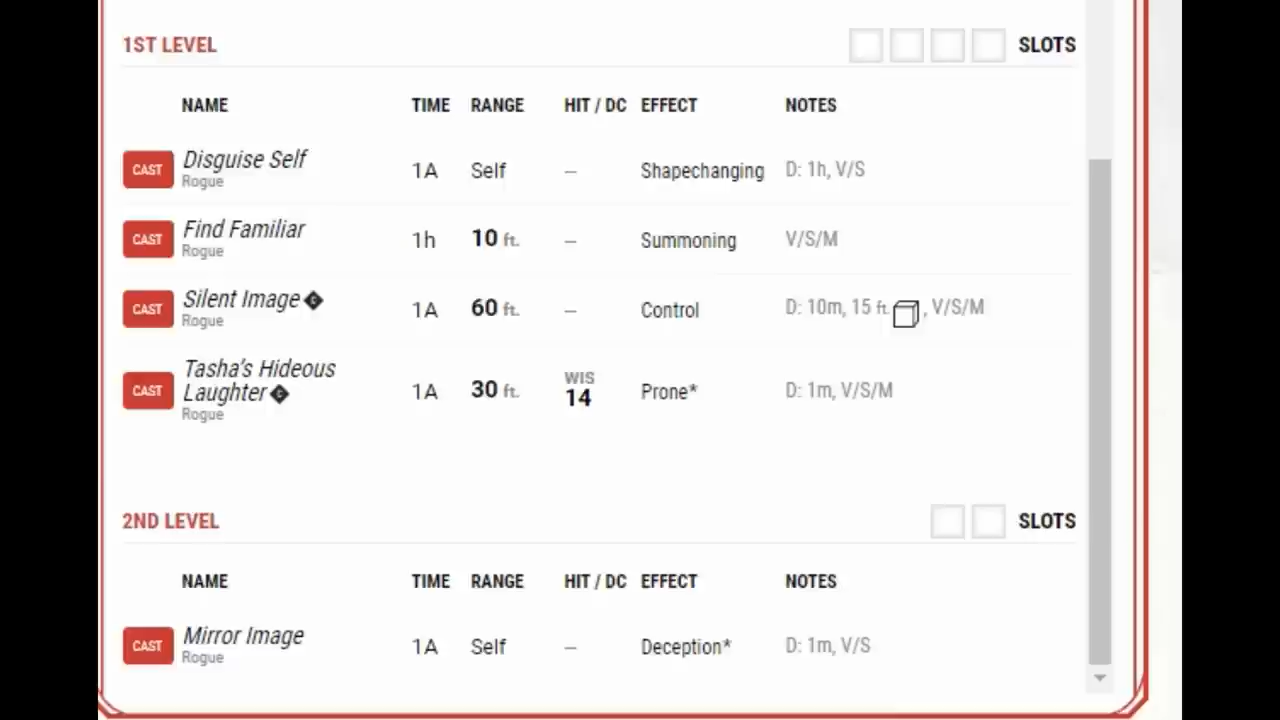 1ST LEVEL SLOTS
NAME TIME RANGE HIT / DC EFFECT NOTES
CAST Disguise Self 1A Self – Shapechanging D: 1h, V/S
Rogue
CAST Find Familiar 1h 10 ft. – Summoning V/S/M
Rogue
CAST Silent Image C 1A 60 ft. – Control D: 10m, 15 ft. , V/S/M
Rogue
Tasha's Hideous
CAST Laughter C 1A 30 ft. WIS 14 Prone* D: 1m, V/S/M
Rogue
2ND LEVEL SLOTS
NAME TIME RANGE HIT / DC EFFECT NOTES
CAST Mirror Image 1A Self – Deception* D: 1m, V/S
Rogue